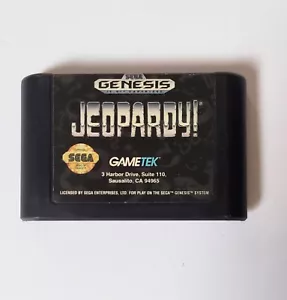 SEGA
GENESIS
JEOPARDY!
SEGA
GAMETEK
3 Harbor Drive, Suite 110,
Sausalito, CA 94965
LICENSED BY SEGA ENTERPRISES, LTD. FOR PLAY ON THE SEGA™ GENESIS™ SYSTEM